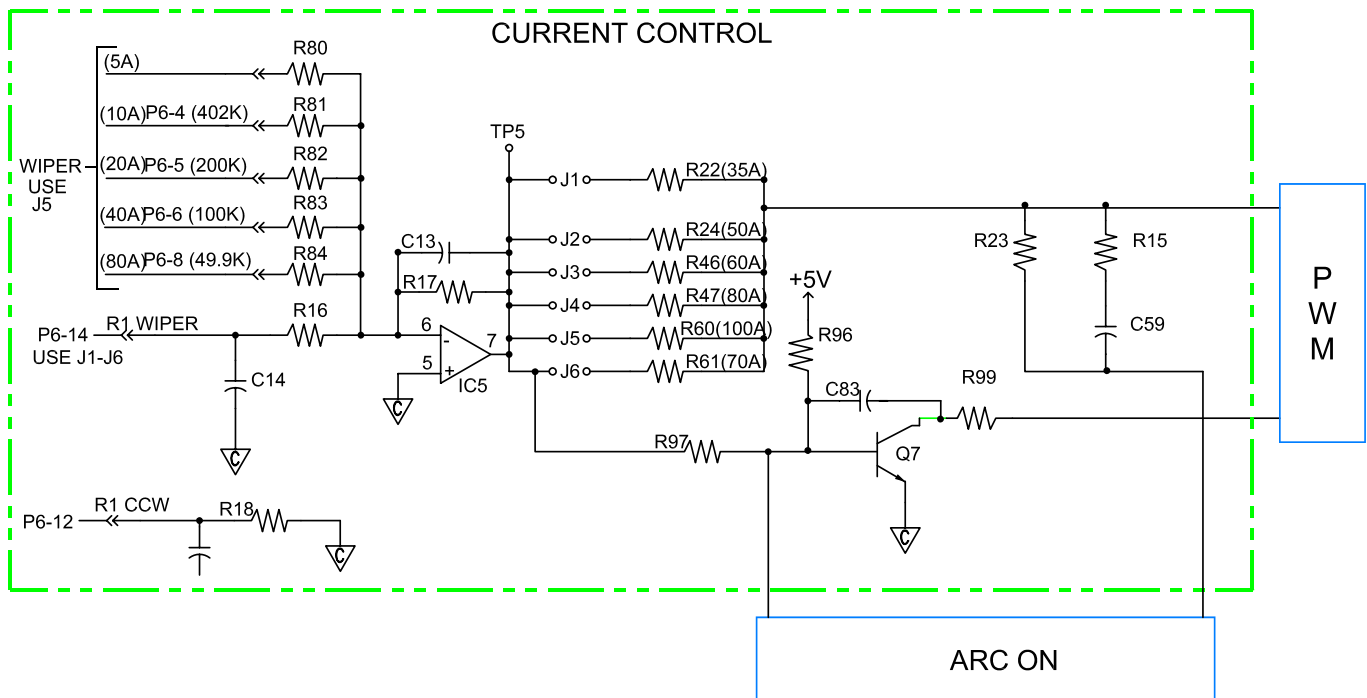 CURRENT CONTROL
(5A)
R80
(10A)P6-4 (402K)
R81
(20A)P6-5 (200K)
R82
WIPER
USE
J5
(40A)P6-6 (100K)
R83
(80A)P6-8 (49.9K)
R84
P6-14
R1 WIPER
USE J1-J6
R16
C14
C
P6-12
R1 CCW
R18
C
C13
R17
6
-
5
+
7
IC5
C
TP5
J1
R22(35A)
J2
R24(50A)
J3
R46(60A)
J4
R47(80A)
J5
R60(100A)
J6
R61(70A)
+5V
R96
C83
R97
Q7
C
R99
R23
R15
C59
P
W
M
ARC ON